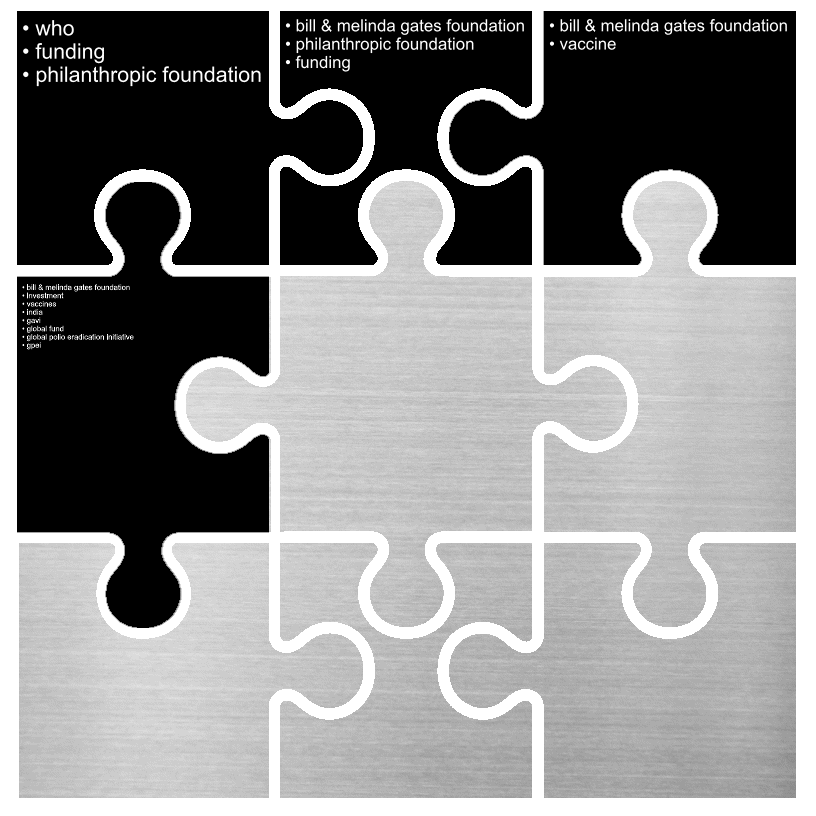 • who
• funding
• philanthropic foundation
• bill & melinda gates foundation
• philanthropic foundation
• funding
• bill & melinda gates foundation
• vaccine
• bill & melinda gates foundation
• Investment
• vaccines
• india
• gavi
• global fund
• global polio eradication Initiative
• gpei